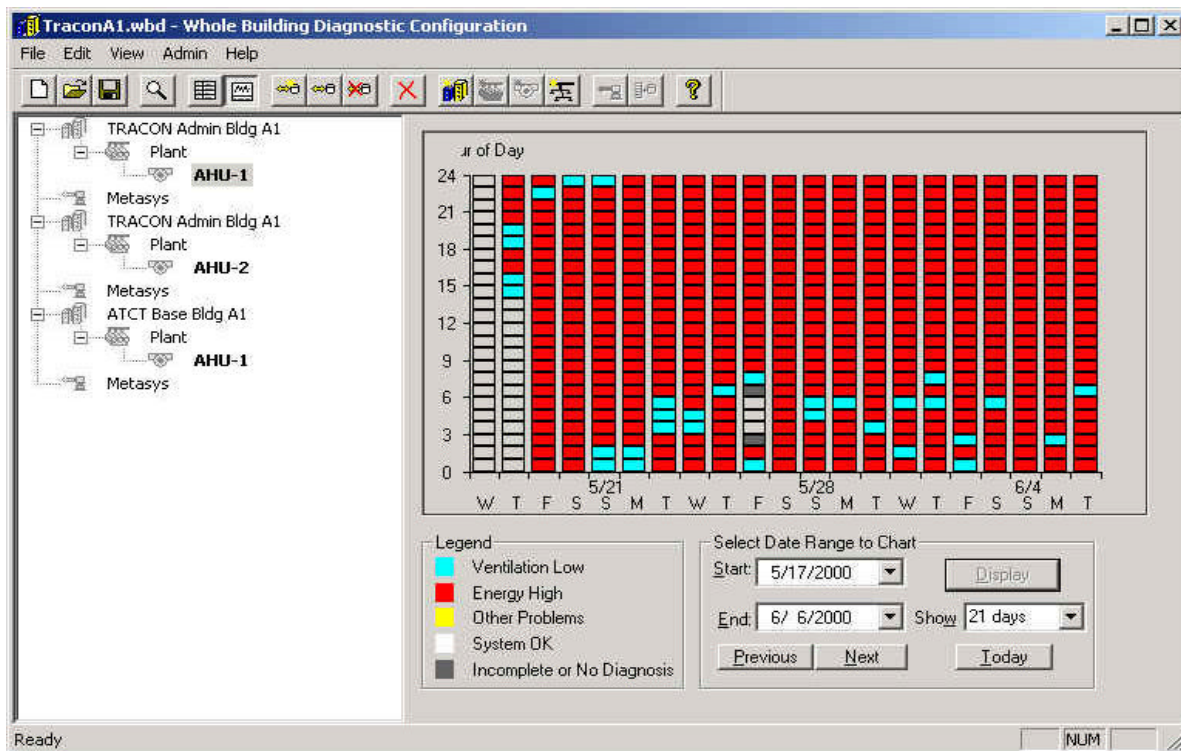 TraconA1.wbd - Whole Building Diagnostic Configuration
File Edit View Admin Help
TRACON Admin Bldg A1
Plant
AHU-1
Metasys
TRACON Admin Bldg A1
Plant
AHU-2
Metasys
ATCT Base Bldg A1
Plant
AHU-1
Metasys
ur of Day
24
21
18
15
12
9
6
3
0
5/21 5/28 6/4
W T F S S M T W T F S S M T W T F S S M T
Legend
Ventilation Low
Energy High
Other Problems
System OK
Incomplete or No Diagnosis
Select Date Range to Chart
Start: 5/17/2000 Display
End: 6/ 6/2000 Show 21 days
Previous Next Today
Ready NUM